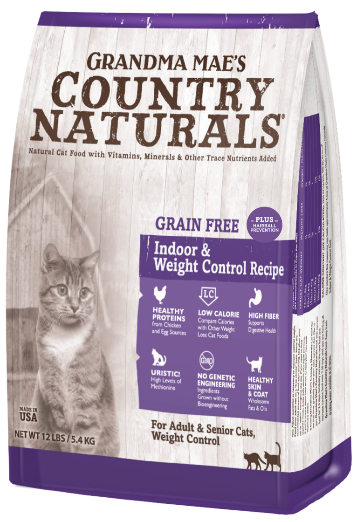 GRANDMA MAE'S
COUNTRY
NATURALS®
Natural Cat Food with Vitamins, Minerals & Other Trace Nutrients Added
GRAIN FREE
PLUS
HAIRBALL
PREVENTION
Indoor &
Weight Control Recipe
HEALTHY
PROTEINS
from Chicken
and Egg Sources
L.C.
LOW CALORIE
Compare Calories
with Other Weight
Loss Cat Foods
HIGH FIBER
Supports
Digestive Health
URISTIC!
High Levels of
Methionine
GMO
NO GENETIC
ENGINEERING
Ingredients
Grown without
Bioengineering
HEALTHY
SKIN & COAT
Wholesome
Fats & Oils
MADE IN
USA
NET WT 12 LBS / 5.4 KG
For Adult & Senior Cats,
Weight Control